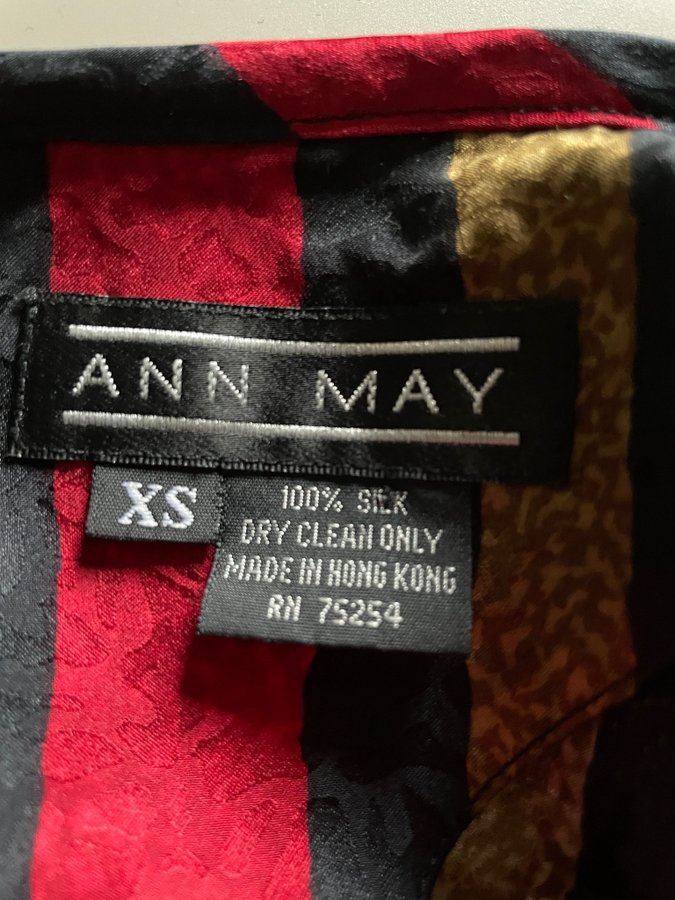 ANN MAY
XS
100% SILK
DRY CLEAN ONLY
MADE IN HONG KONG
RN 75254